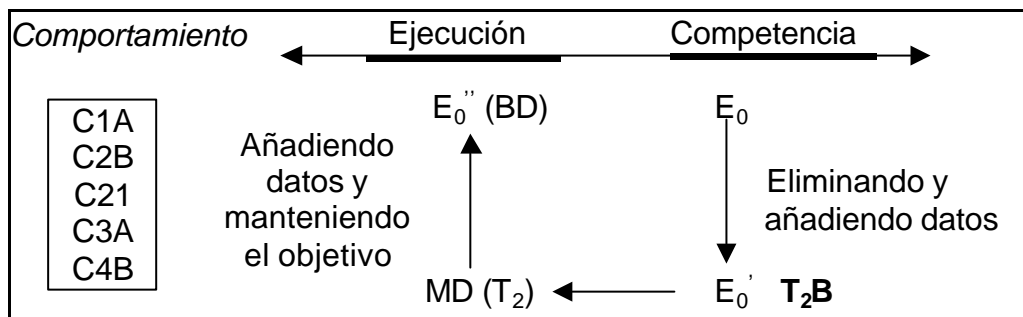 Comportamiento Ejecución Competencia
C1A
C2B
C21
C3A
C4B
Añadiendo
datos y
manteniendo
el objetivo
E₀’’ (BD)
MD (T₂)
E₀
Eliminando y
añadiendo datos
E₀’ T₂B